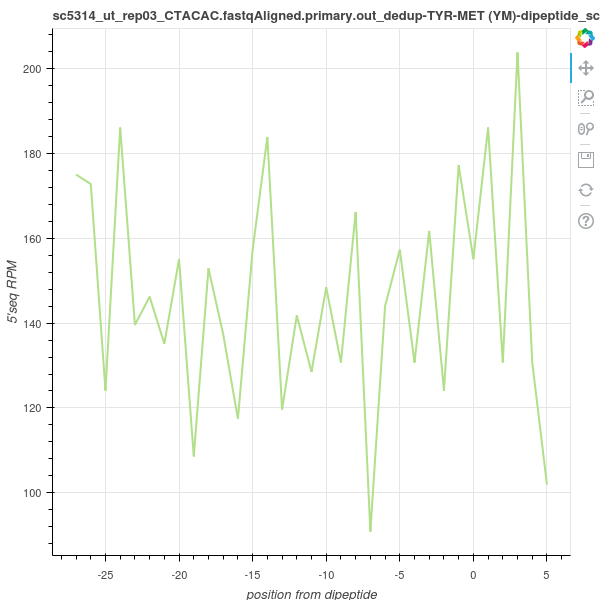 sc5314_ut_rep03_CTACAC.fastqAligned.primary.out_dedup-TYR-MET (YM)-dipeptide_sc
200
180
160
140
120
100
5'seq RPM
-25 -20 -15 -10 -5 0 5
position from dipeptide